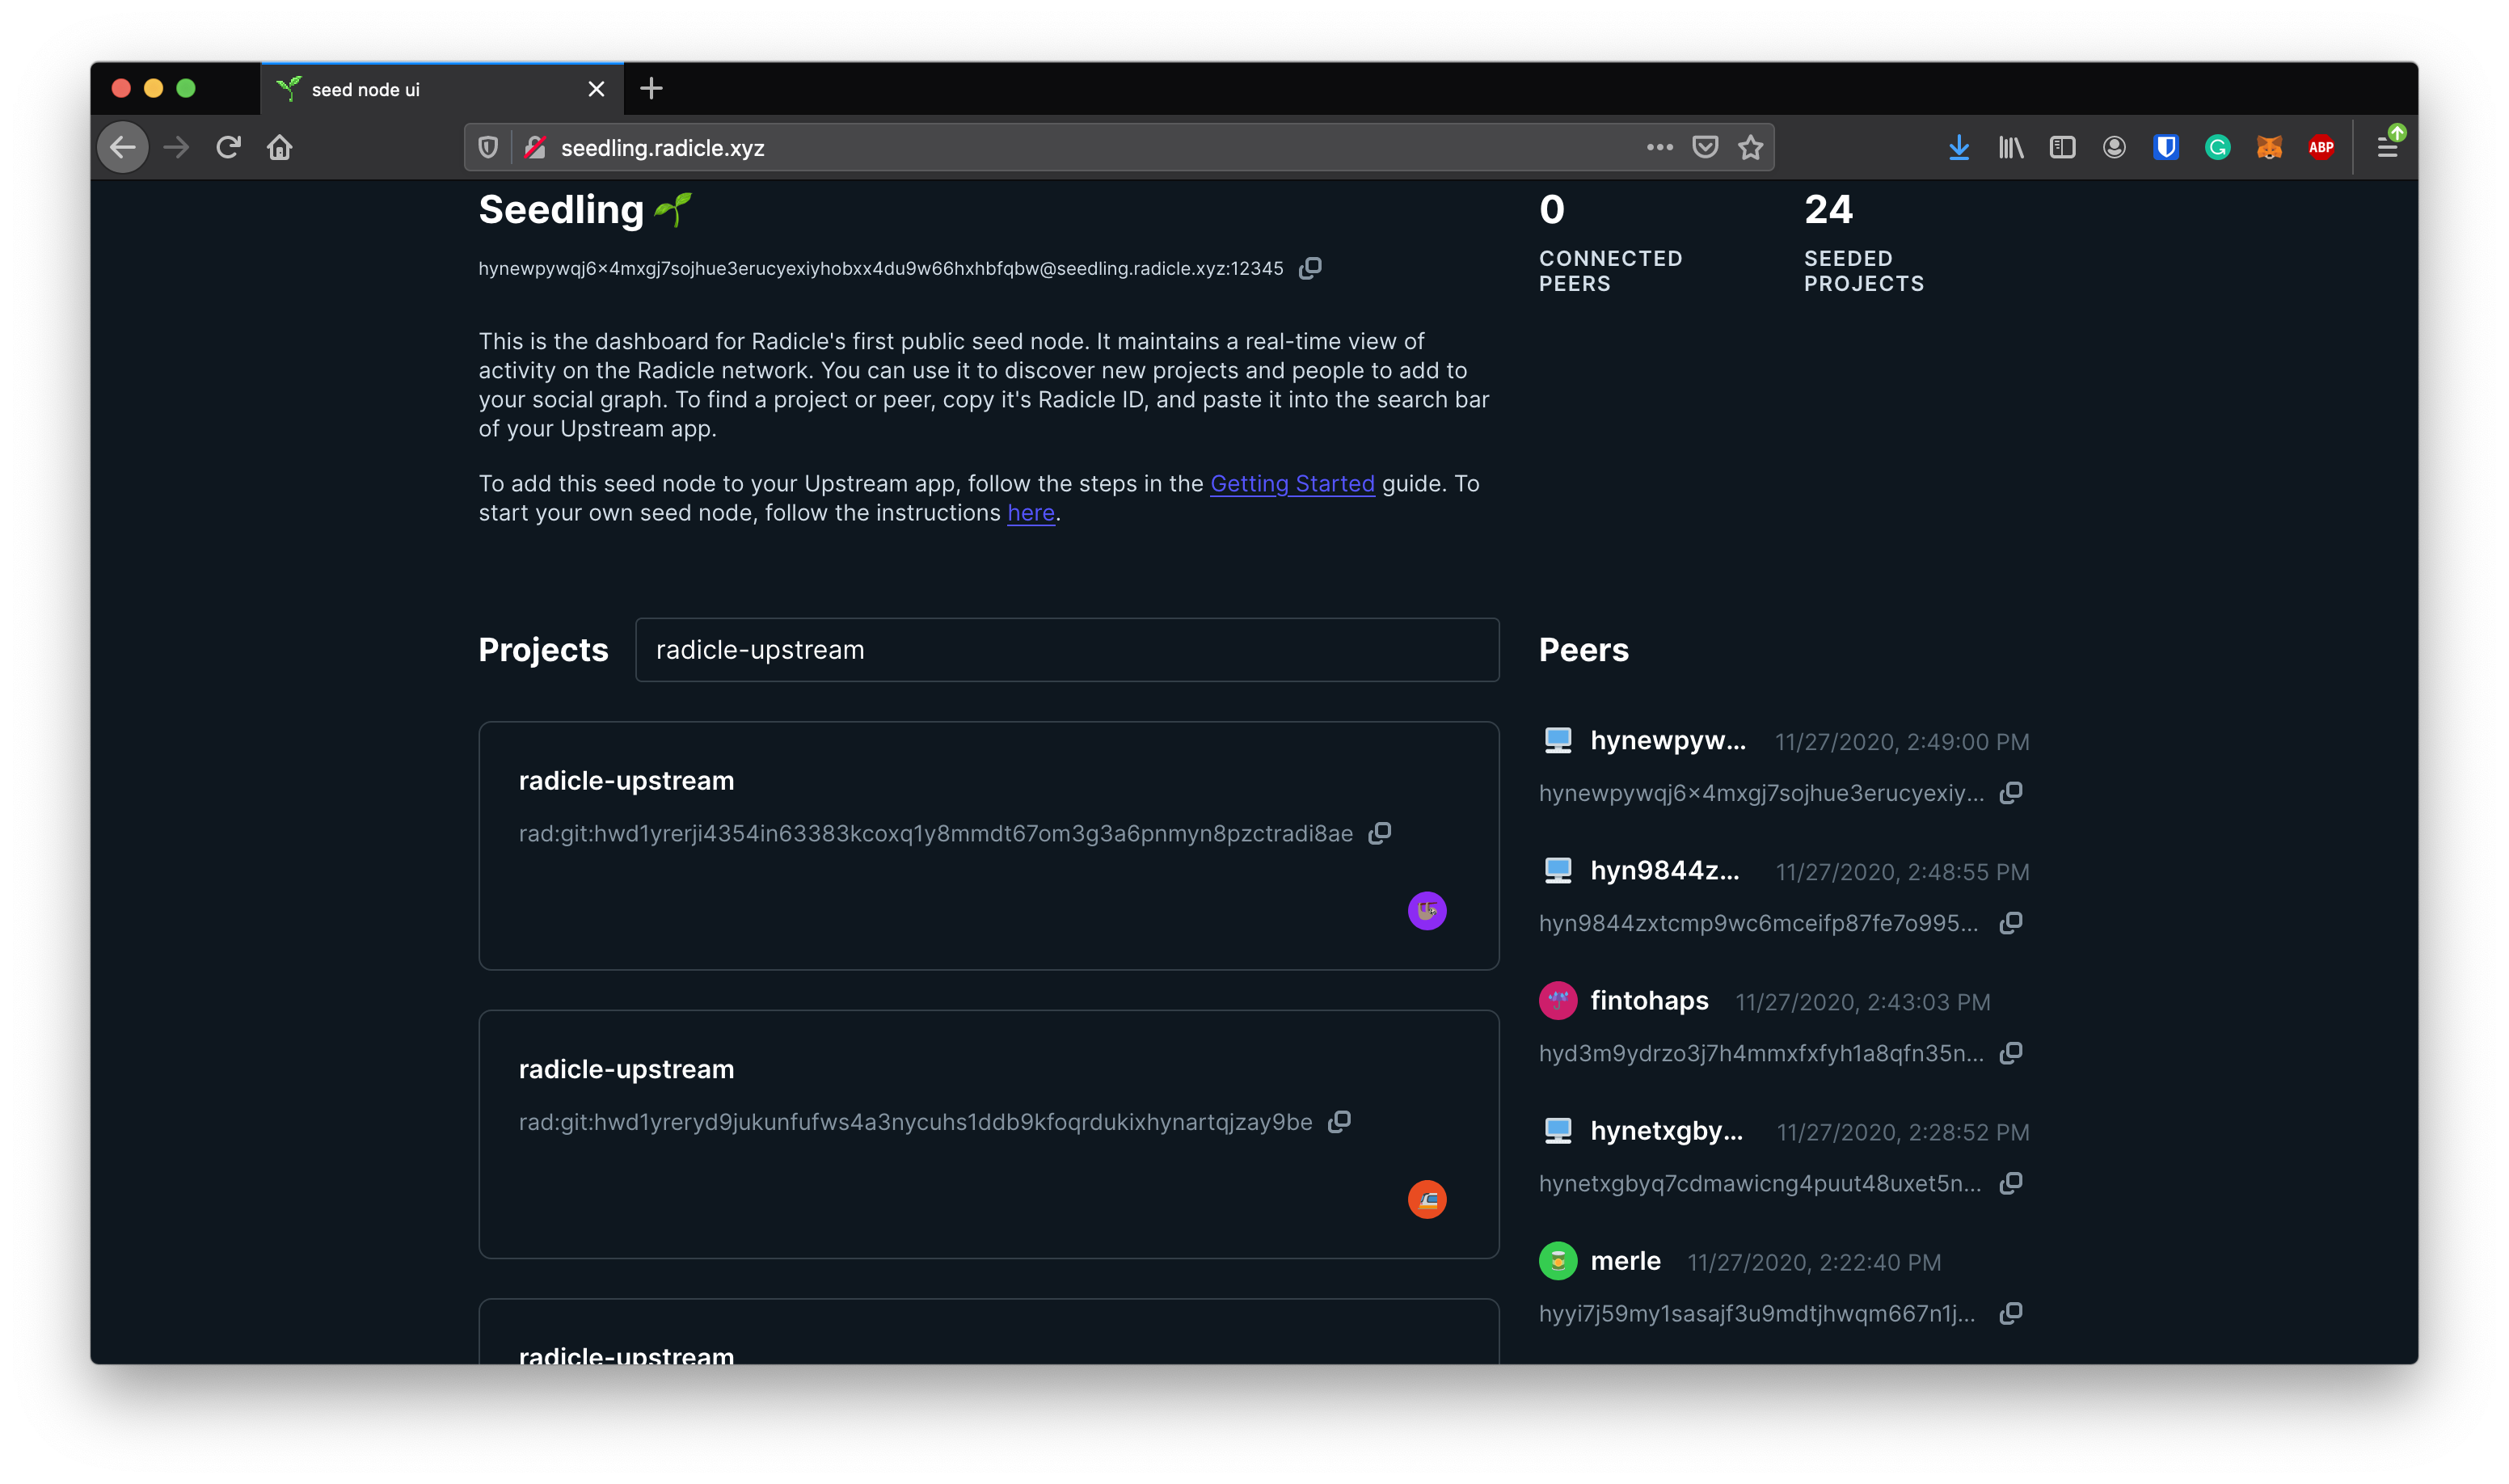 seed node ui
seedling.radicle.xyz
ABP
Seedling
hynewpywqj6x4mxgj7sojhue3erucyexiyhobxx4du9w66hxhbfqbw@seedling.radicle.xyz:12345
0
CONNECTED
PEERS
24
SEEDED
PROJECTS
This is the dashboard for Radicle's first public seed node. It maintains a real-time view of
activity on the Radicle network. You can use it to discover new projects and people to add to
your social graph. To find a project or peer, copy it's Radicle ID, and paste it into the search bar
of your Upstream app.
To add this seed node to your Upstream app, follow the steps in the Getting Started guide. To
start your own seed node, follow the instructions here.
Projects
radicle-upstream
radicle-upstream
rad:git:hwd1yrerji4354in63383kcoxq1y8mmdt67om3g3a6pnmyn8pzctradi8ae
radicle-upstream
rad:git:hwd1yreryd9jukunfufws4a3nycuhs1ddb9kfoqrdukixhynartqjzay9be
radicle-upstream
Peers
hynewpyw... 11/27/2020, 2:49:00 PM
hynewpywqj6x4mxgj7sojhue3erucyexiy...
hyn9844z... 11/27/2020, 2:48:55 PM
hyn9844zxtcmp9wc6mceifp87fe7o995...
fintohaps 11/27/2020, 2:43:03 PM
hyd3m9ydrzo3j7h4mmxfxfyh1a8qfn35n...
hynetxgby... 11/27/2020, 2:28:52 PM
hynetxgbyq7cdmawicng4puut48uxet5n...
merle 11/27/2020, 2:22:40 PM
hyyi7j59my1sasajf3u9mdtjhwqm667n1j...